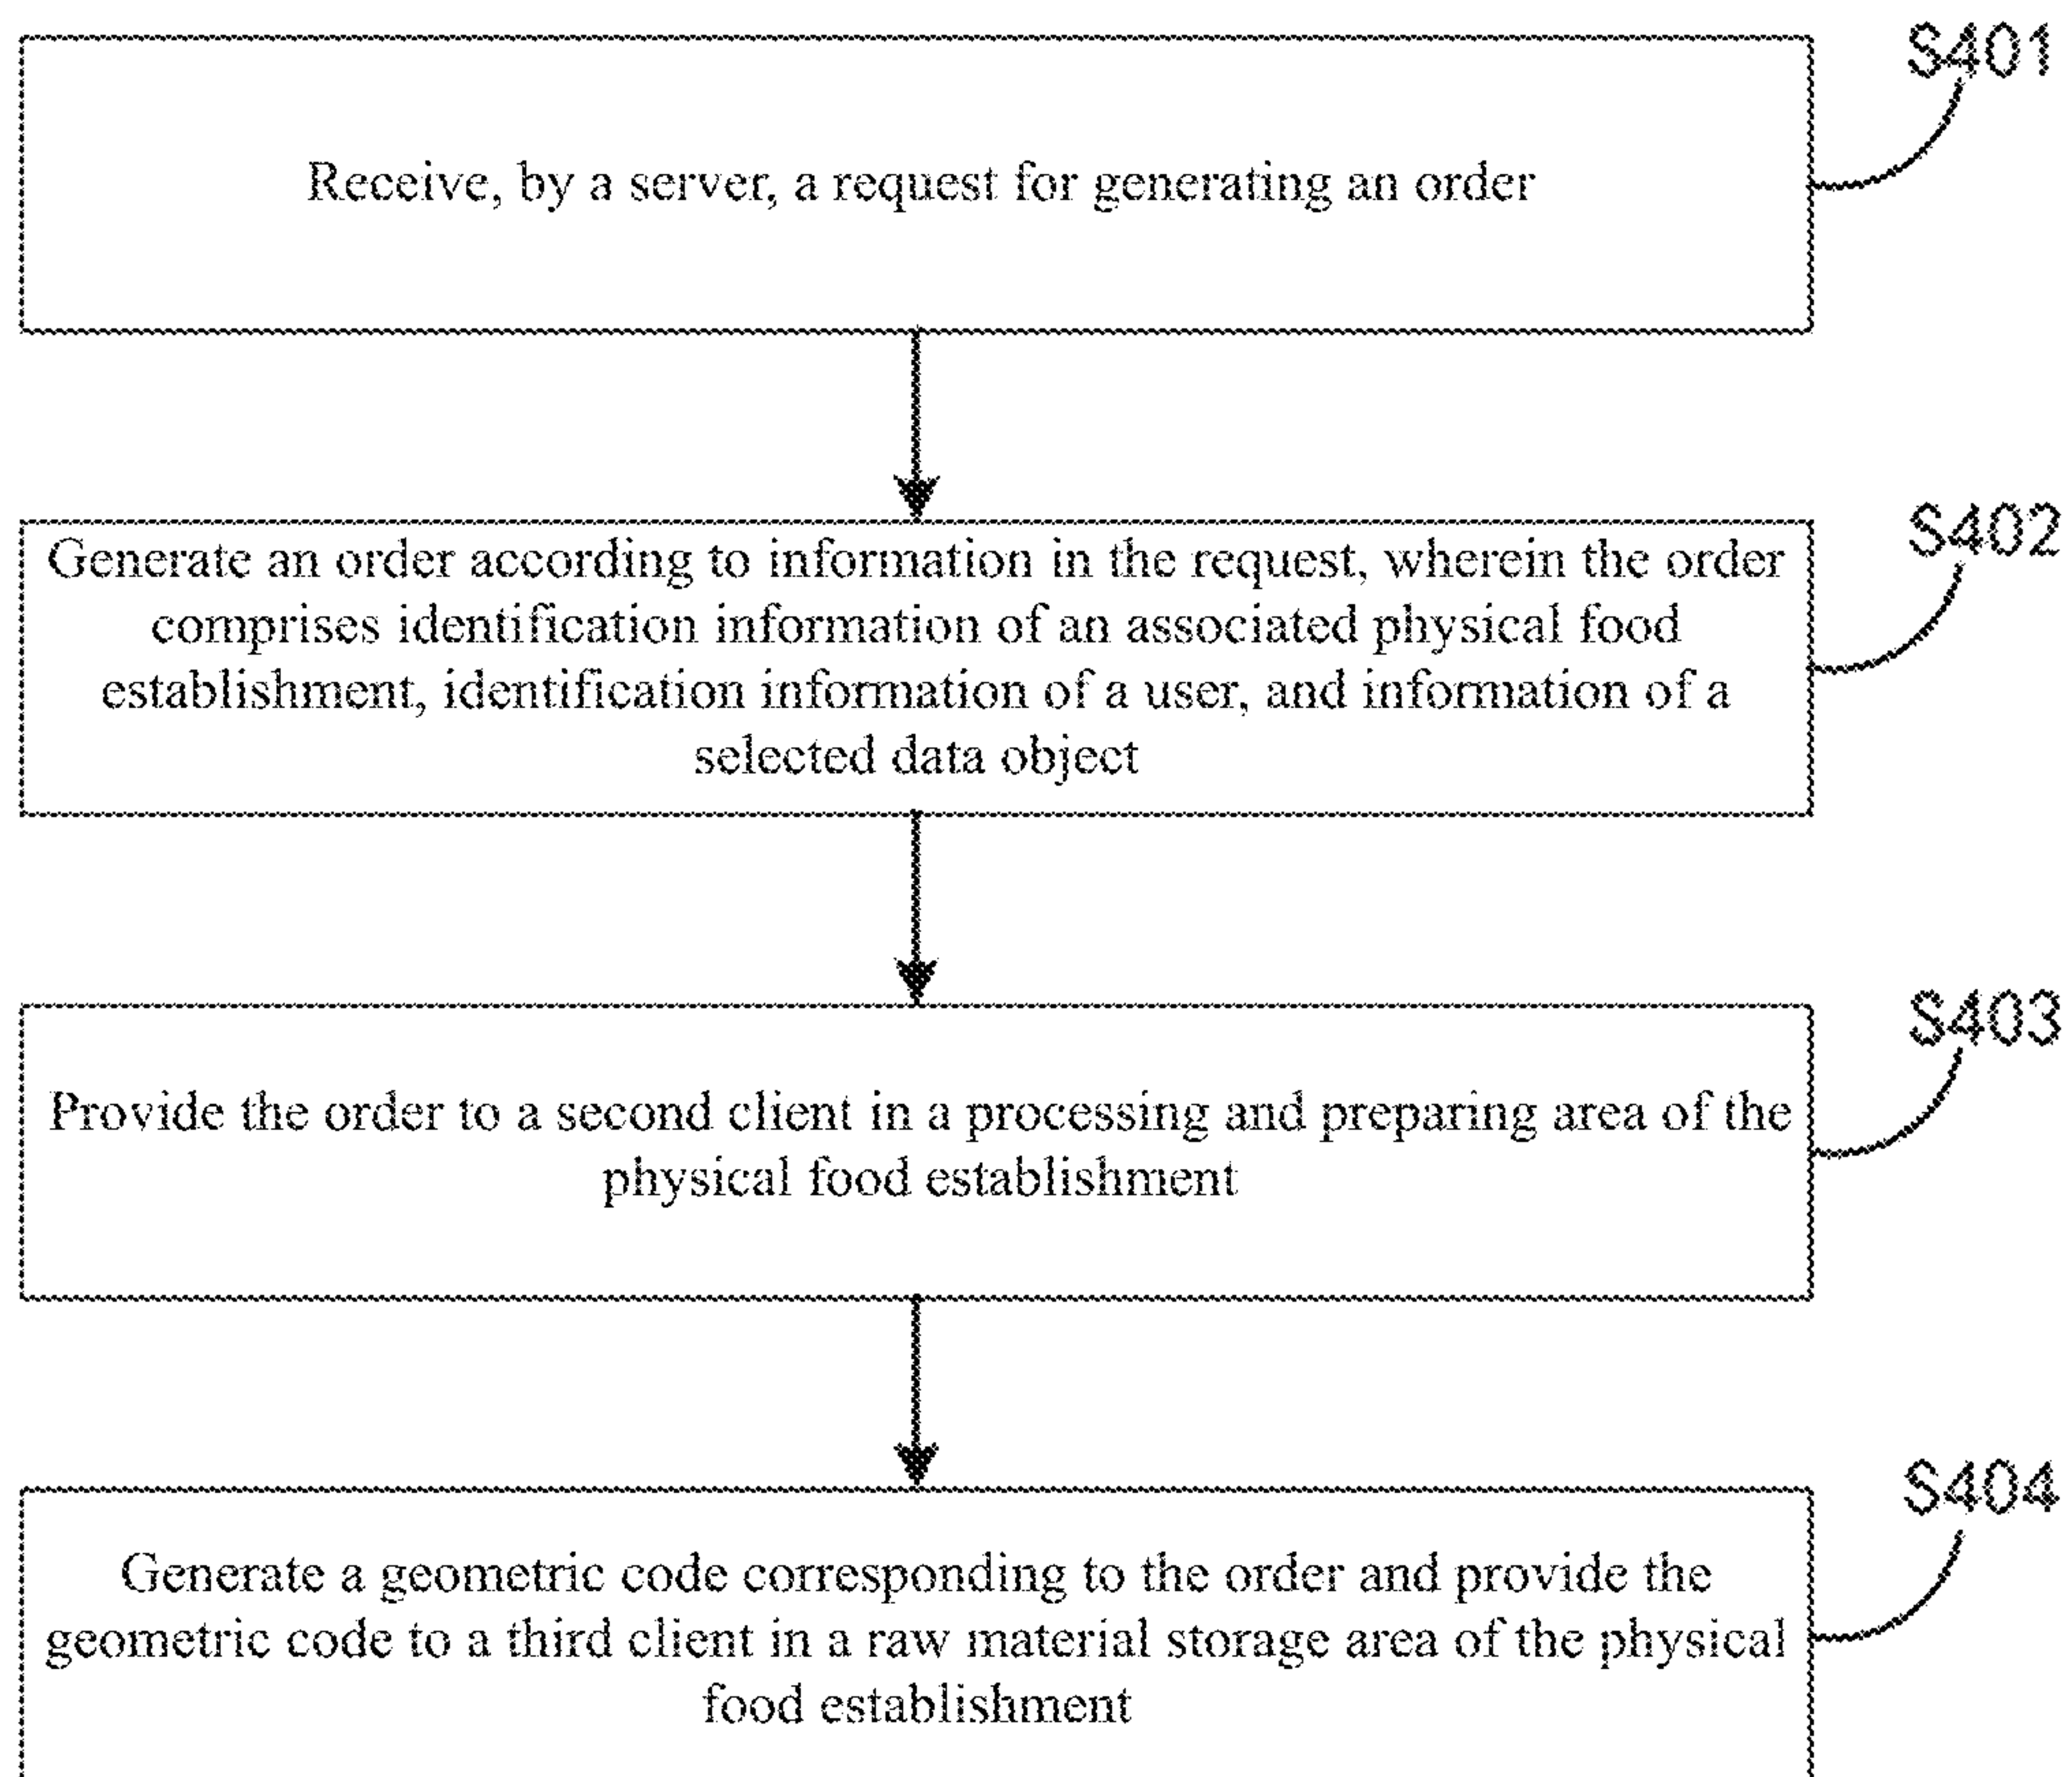 S401
Receive, by a server, a request for generating an order
S402
Generate an order according to information in the request, wherein the order
comprises identification information of an associated physical food
establishment, identification information of a user, and information of a
selected data object
S403
Provide the order to a second client in a processing and preparing area of the
physical food establishment
S404
Generate a geometric code corresponding to the order and provide the
geometric code to a third client in a raw material storage area of the physical
food establishment